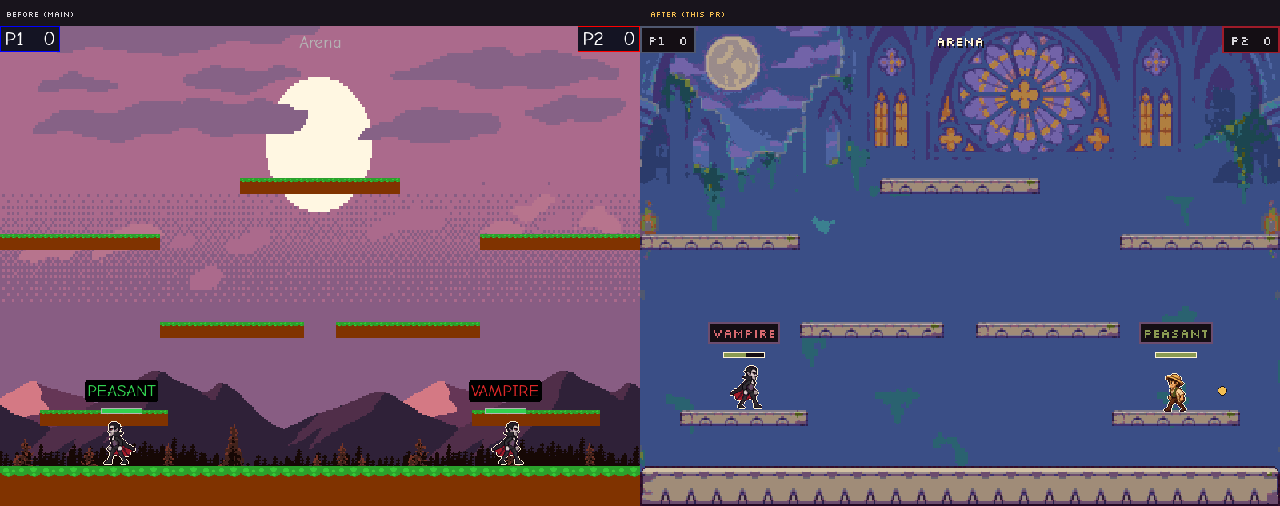 BEFORE (MAIN)
P1 0
Arena
P2 0
PEASANT
VAMPIRE
AFTER (THIS PR)
P1 0
ARENA
P2 0
VAMPIRE
PEASANT